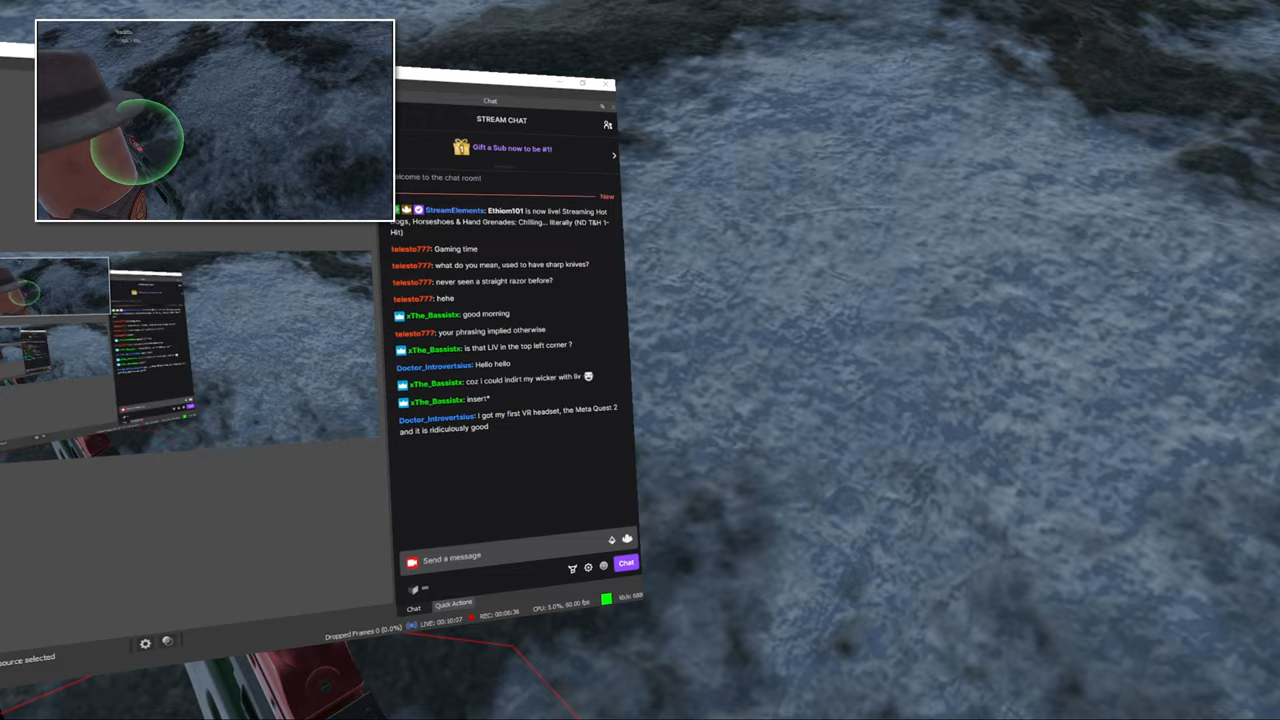 health
Chat
STREAM CHAT
Gift a Sub now to be #1!
elcome to the chat room!
New
StreamElements: Ethiom101 is now live! Streaming Hot
ogs, Horseshoes & Hand Grenades: Chilling... literally (ND T&H 1-
Hit)
telesto777: Gaming time
telesto777: what do you mean, used to have sharp knives?
telesto777: never seen a straight razor before?
telesto777: hehe
xThe_Bassistx: good morning
telesto777: your phrasing implied otherwise
xThe_Bassistx: is that LIV in the top left corner ?
Doctor_Introvertsius: Hello hello
xThe_Bassistx: coz i could indirt my wicker with liv
xThe_Bassistx: insert*
Doctor_Introvertsius: I got my first VR headset, the Meta Quest 2
and it is ridiculously good
Send a message
Chat
Chat Quick Actions
Dropped Frames 0 (0.0%) LIVE: 00:10:07 REC: 00:06:36 CPU: 5.0%, 60.00 fps kb/s: 688
ource selected